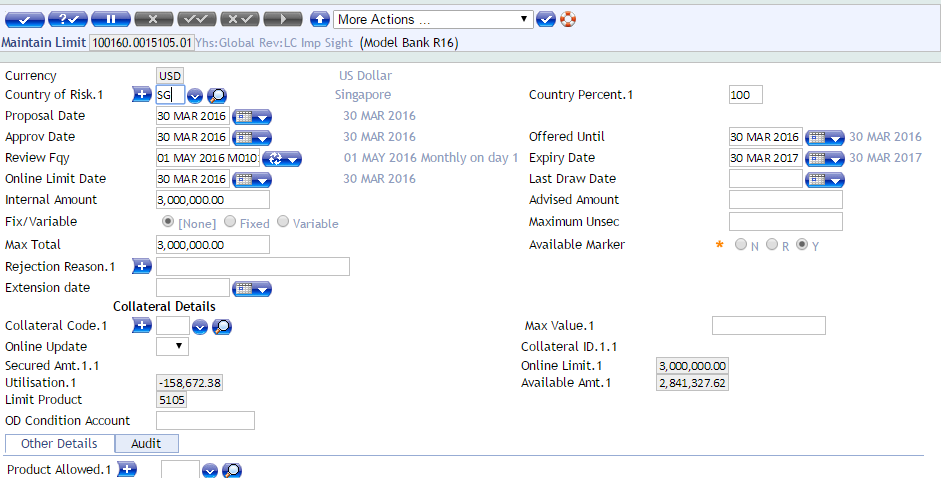 More Actions ...
Maintain Limit 100160.0015105.01 Yhs:Global Rev:LC Imp Sight (Model Bank R16)
Currency USD US Dollar
Country of Risk.1 SG Singapore Country Percent.1 100
Proposal Date 30 MAR 2016 30 MAR 2016
Approv Date 30 MAR 2016 30 MAR 2016 Offered Until 30 MAR 2016 30 MAR 2016
Review Fqy 01 MAY 2016 M010 01 MAY 2016 Monthly on day 1 Expiry Date 30 MAR 2017 30 MAR 2017
Online Limit Date 30 MAR 2016 30 MAR 2016 Last Draw Date
Internal Amount 3,000,000.00 Advised Amount
Fix/Variable [None] Fixed Variable Maximum Unsec
Max Total 3,000,000.00 Available Marker * N R Y
Rejection Reason.1
Extension date
Collateral Details
Collateral Code.1 Max Value.1
Online Update Collateral ID.1.1
Secured Amt.1.1 Online Limit.1 3,000,000.00
Utilisation.1 -158,672.38 Available Amt.1 2,841,327.62
Limit Product 5105
OD Condition Account
Other Details Audit
Product Allowed.1